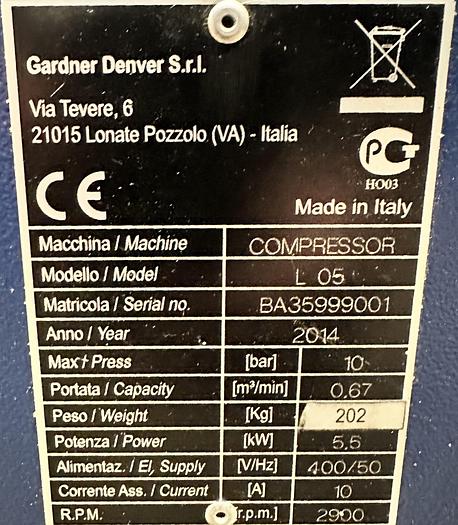 Gardner Denver S.r.l.
Via Tevere, 6
21015 Lonate Pozzolo (VA) - Italia
CE
PCT
HO03
Made in Italy
Macchina / Machine COMPRESSOR
Modello / Model L 05
Matricola / Serial no. BA35999001
Anno / Year 2014
Max† Press [bar] 10
Portata / Capacity [m³/min] 0.67
Peso / Weight [Kg] 202
Potenza / Power [kW] 5.5
Alimentaz. / El. Supply [V/Hz] 400/50
Corrente Ass. / Current [A] 10
R.P.M. [r.p.m.] 2900